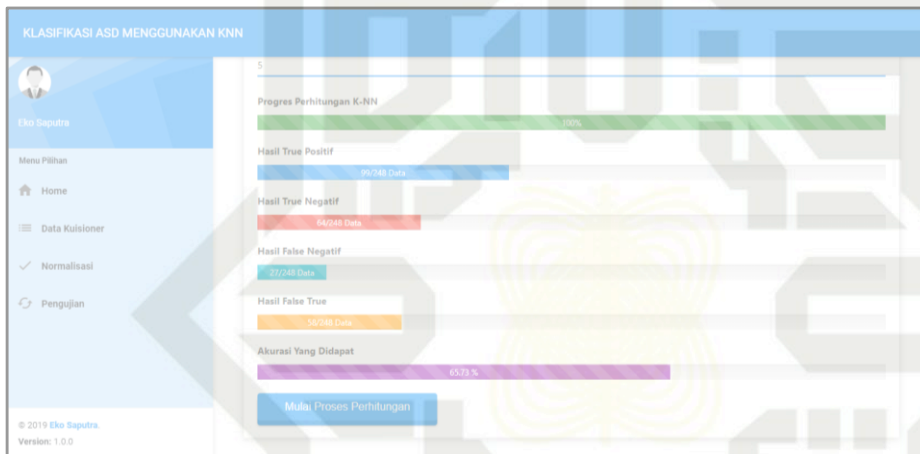 KLASIFIKASI ASD MENGGUNAKAN KNN
Eko Saputra
Menu Pilihan
Home
Data Kuisioner
Normalisasi
Pengujian
© 2019 Eko Saputra.
Version: 1.0.0
5
Progres Perhitungan K-NN
100%
Hasil True Positif
99/248 Data
Hasil True Negatif
64/248 Data
Hasil False Negatif
27/248 Data
Hasil False True
58/248 Data
Akurasi Yang Didapat
65.73 %
Mulai Proses Perhitungan